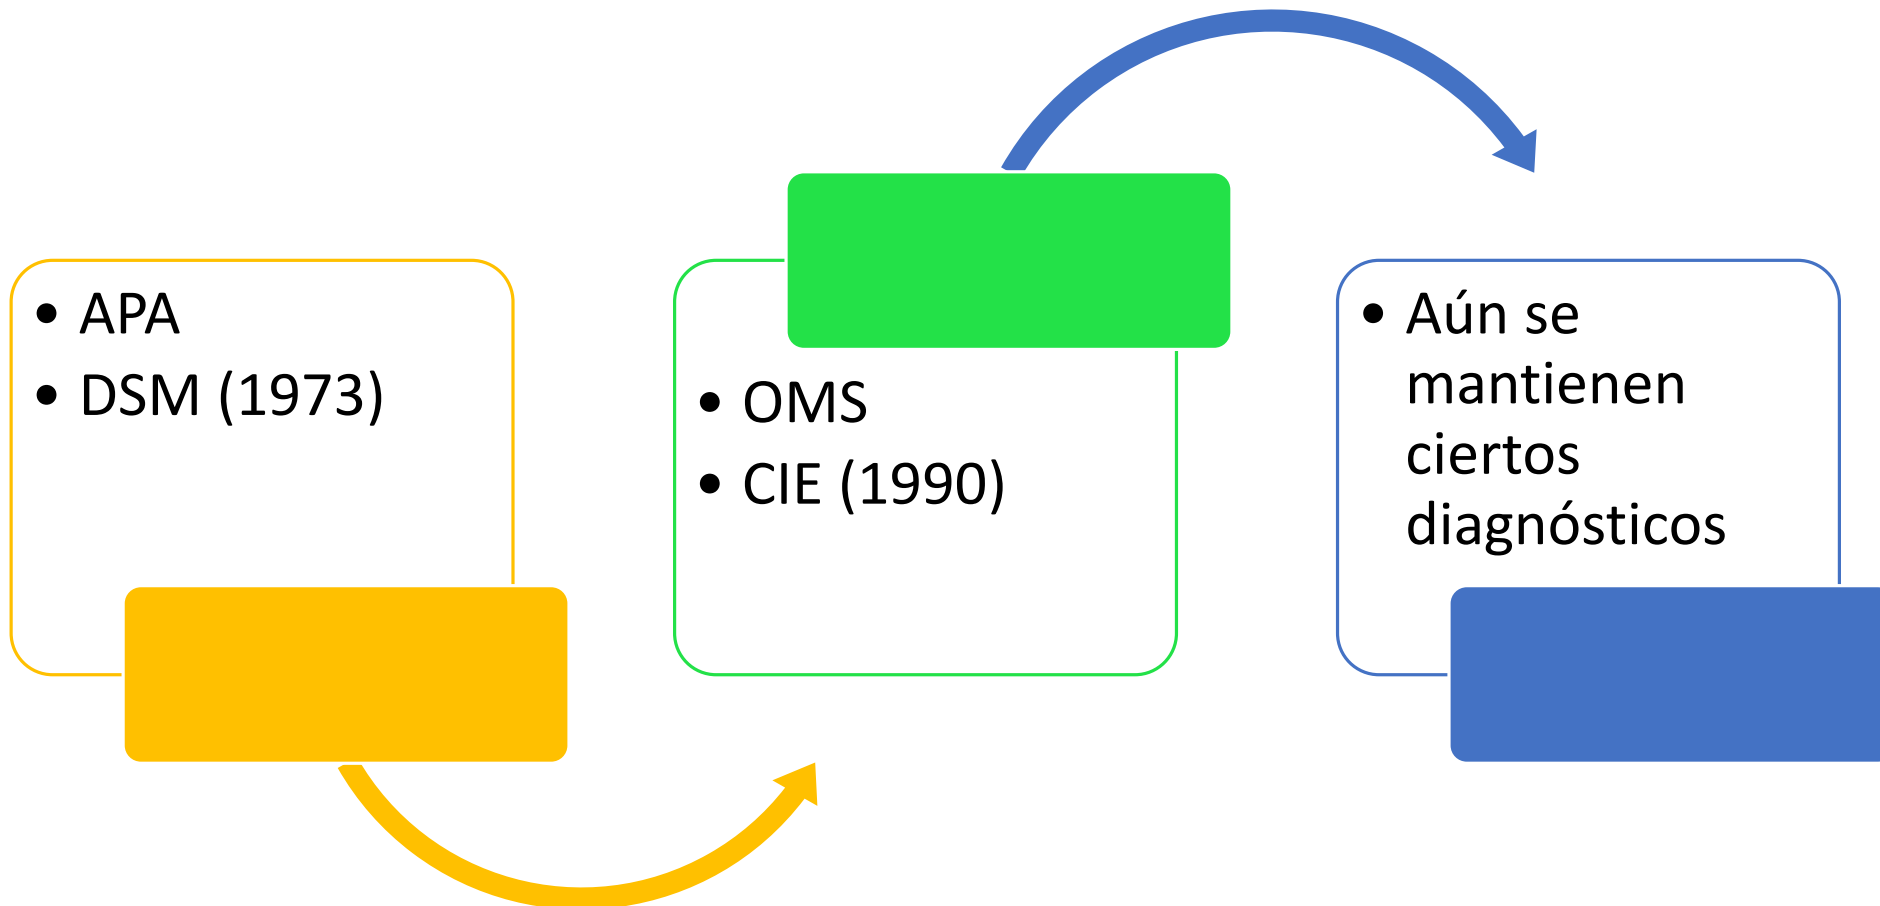 • APA
• DSM (1973)
• OMS
• CIE (1990)
• Aún se
mantienen
ciertos
diagnósticos